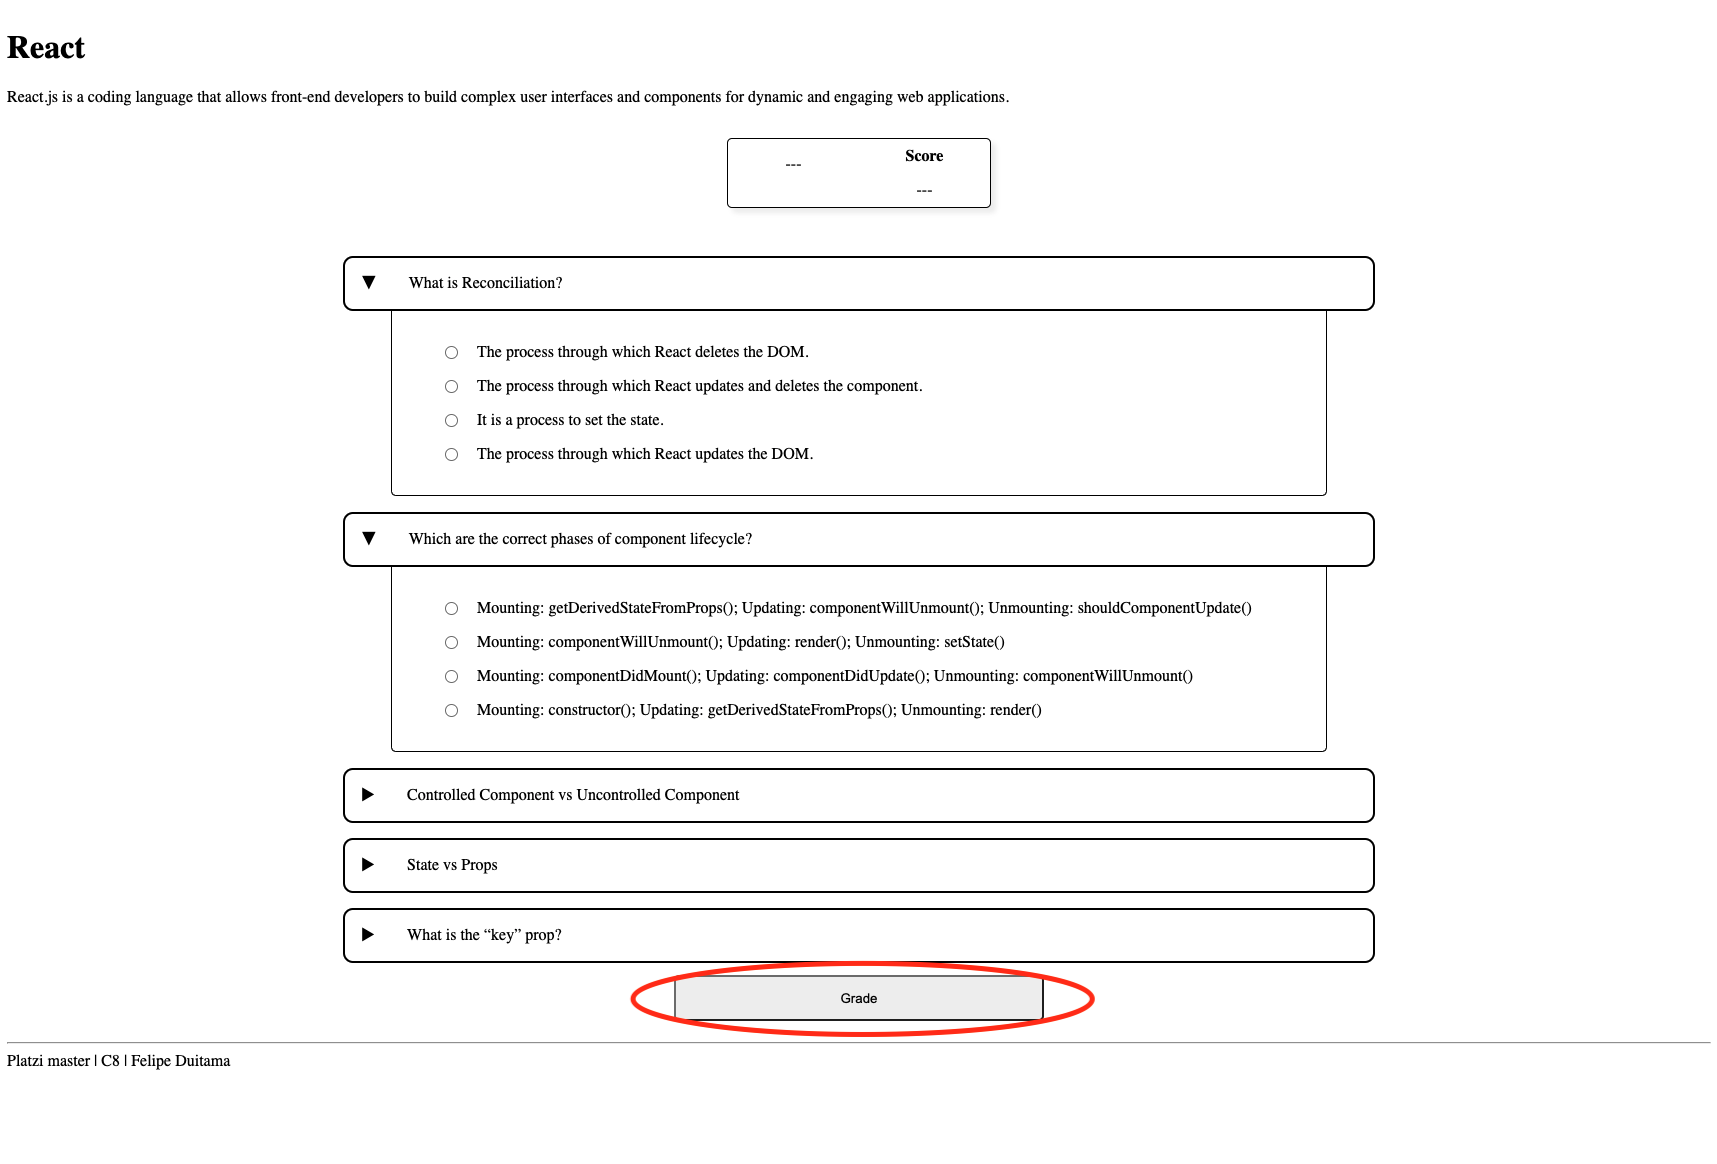 React
React.js is a coding language that allows front-end developers to build complex user interfaces and components for dynamic and engaging web applications.
---
Score
---
What is Reconciliation?
The process through which React deletes the DOM.
The process through which React updates and deletes the component.
It is a process to set the state.
The process through which React updates the DOM.
Which are the correct phases of component lifecycle?
Mounting: getDerivedStateFromProps(); Updating: componentWillUnmount(); Unmounting: shouldComponentUpdate()
Mounting: componentWillUnmount(); Updating: render(); Unmounting: setState()
Mounting: componentDidMount(); Updating: componentDidUpdate(); Unmounting: componentWillUnmount()
Mounting: constructor(); Updating: getDerivedStateFromProps(); Unmounting: render()
Controlled Component vs Uncontrolled Component
State vs Props
What is the “key” prop?
Grade
Platzi master | C8 | Felipe Duitama